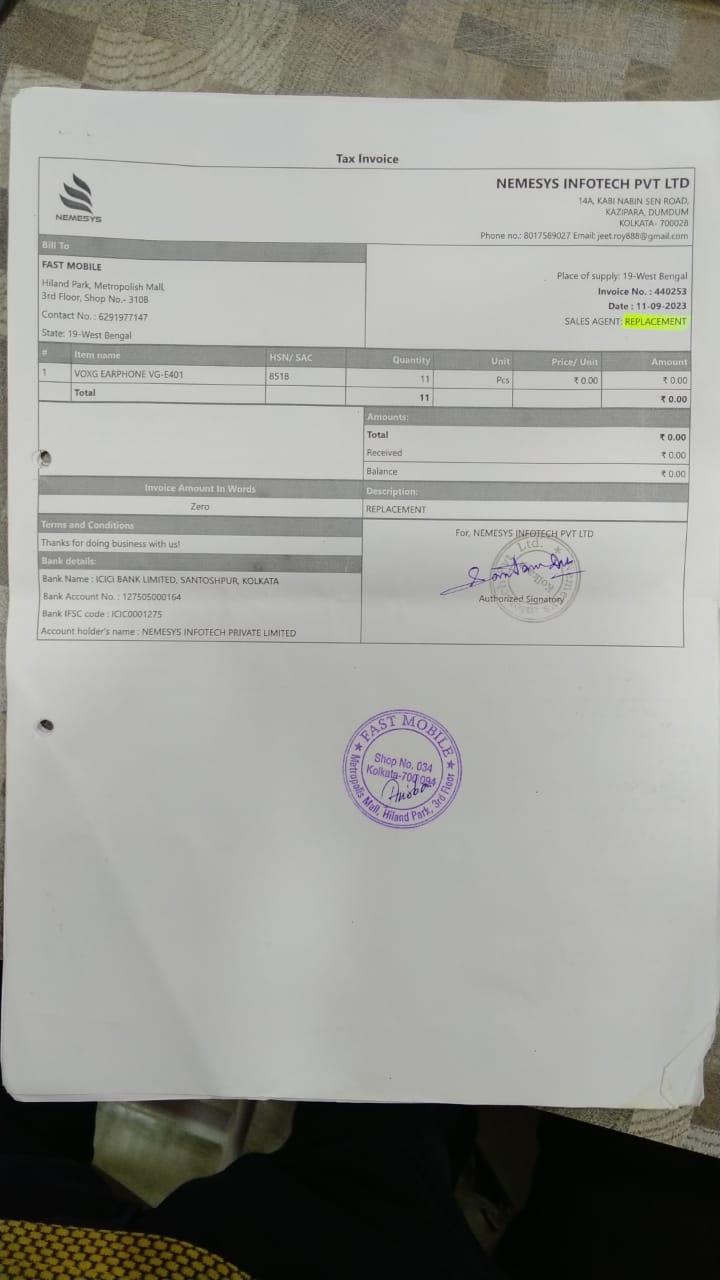 Tax Invoice
NEMESYS
NEMESYS INFOTECH PVT LTD
14A, KABI NABIN SEN ROAD,
KAZIPARA, DUMDUM
KOLKATA- 700028
Phone no.: 8017589027 Email: jeet.roy888@gmail.com
Bill To
FAST MOBILE
Hiland Park, Metropolish Mall,
3rd Floor, Shop No.- 310B
Contact No. : 6291977147
State: 19-West Bengal
Place of supply: 19-West Bengal
Invoice No. : 440253
Date : 11-09-2023
SALES AGENT: REPLACEMENT
# Item name HSN/ SAC Quantity Unit Price/ Unit Amount
1 VOXG EARPHONE VG-E401 8518 11 Pcs ₹ 0.00 ₹ 0.00
Total 11 ₹ 0.00
Amounts:
Total ₹ 0.00
Received ₹ 0.00
Balance ₹ 0.00
Invoice Amount In Words
Zero
Description:
REPLACEMENT
Terms and Conditions
Thanks for doing business with us!
Bank details:
Bank Name : ICICI BANK LIMITED, SANTOSHPUR, KOLKATA
Bank Account No. : 127505000164
Bank IFSC code : ICIC0001275
Account holder's name : NEMESYS INFOTECH PRIVATE LIMITED
For, NEMESYS INFOTECH PVT LTD
Authorized Signatory
FAST MOBILE
Shop No. 034
Kolkata-700 094
Metropolis Mall, Hiland Park, 3rd Floor